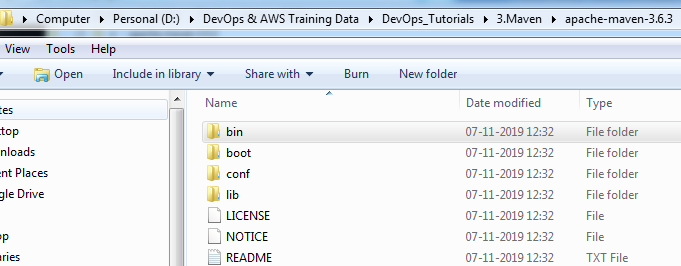 Computer ▸ Personal (D:) ▸ DevOps & AWS Training Data ▸ DevOps_Tutorials ▸ 3.Maven ▸ apache-maven-3.6.3
View Tools
Open Include in library Share with Burn New folder
Name Date modified Type
bin 07-11-2019 12:32 File folder
boot 07-11-2019 12:32 File folder
conf 07-11-2019 12:32 File folder
lib 07-11-2019 12:32 File folder
LICENSE 07-11-2019 12:32 File
NOTICE 07-11-2019 12:32 File
README 07-11-2019 12:32 TXT File
ites
ktop
nloads
ent Places
gle Drive
op
ries